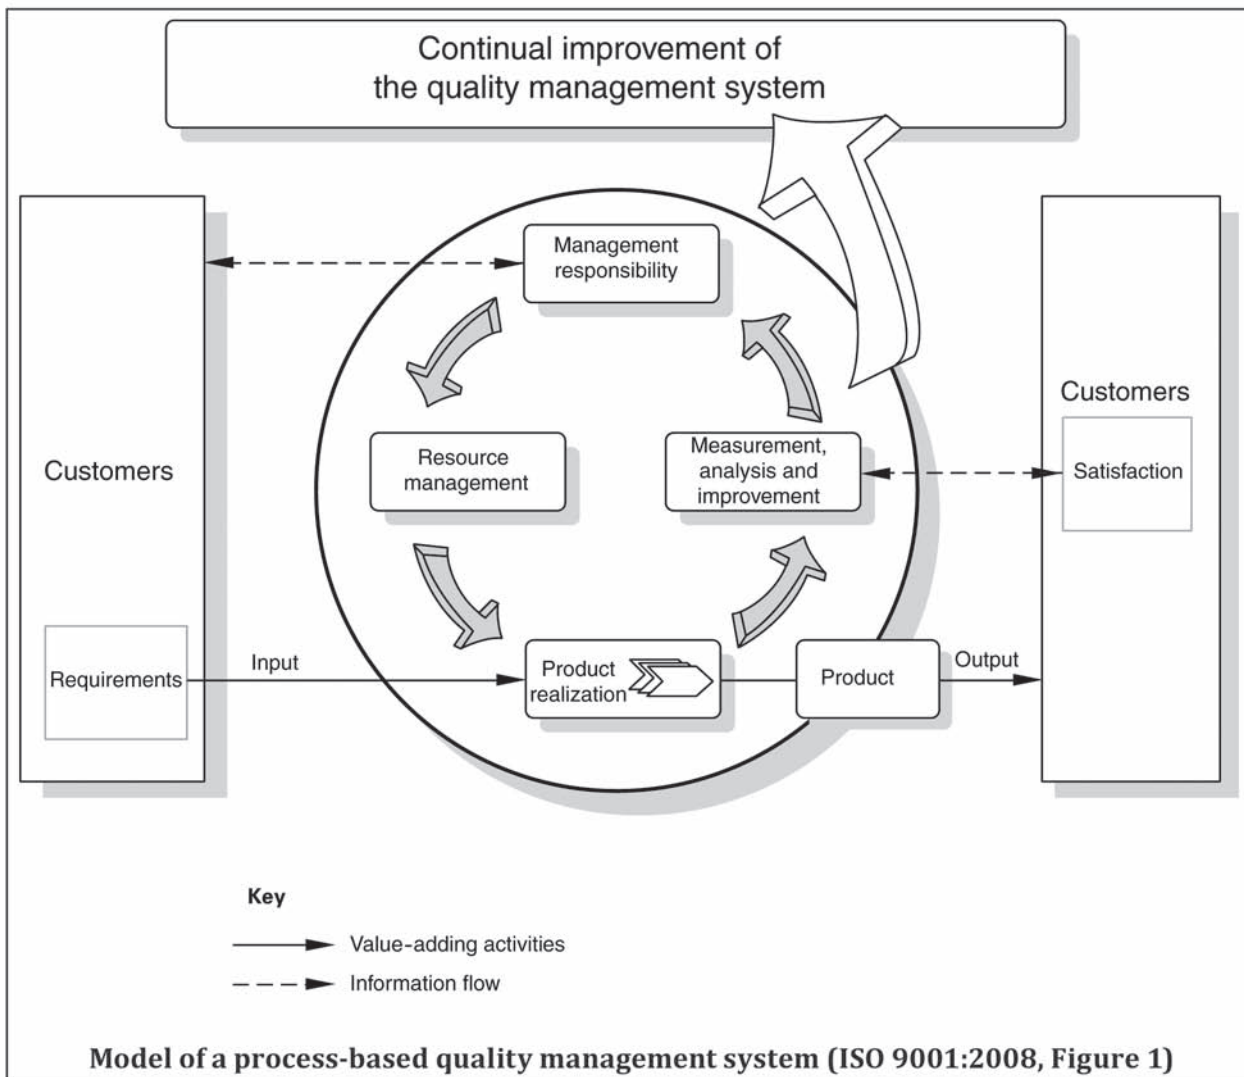 Continual improvement of
the quality management system
Management
responsibility
Customers
Resource
management
Measurement,
analysis and
improvement
Customers
Satisfaction
Requirements
Input
Product
realization
Product
Output
Key
Value-adding activities
Information flow
Model of a process-based quality management system (ISO 9001:2008, Figure 1)